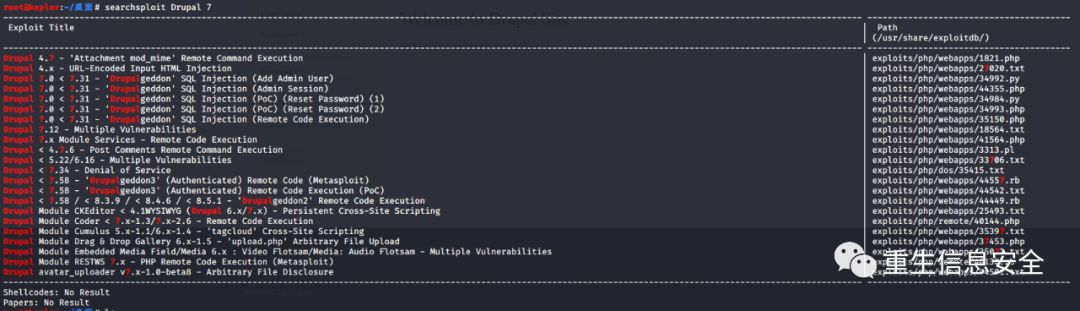 root@kepler:~/桌面# searchsploit Drupal 7
Exploit Title | Path
| (/usr/share/exploitdb/)
Drupal 4.7 - 'Attachment mod_mime' Remote Command Execution | exploits/php/webapps/1821.php
Drupal 4.x - URL-Encoded Input HTML Injection | exploits/php/webapps/27020.txt
Drupal 7.0 < 7.31 - 'Drupalgeddon' SQL Injection (Add Admin User) | exploits/php/webapps/34992.py
Drupal 7.0 < 7.31 - 'Drupalgeddon' SQL Injection (Admin Session) | exploits/php/webapps/44355.php
Drupal 7.0 < 7.31 - 'Drupalgeddon' SQL Injection (PoC) (Reset Password) (1) | exploits/php/webapps/34984.py
Drupal 7.0 < 7.31 - 'Drupalgeddon' SQL Injection (PoC) (Reset Password) (2) | exploits/php/webapps/34993.php
Drupal 7.0 < 7.31 - 'Drupalgeddon' SQL Injection (Remote Code Execution) | exploits/php/webapps/35150.php
Drupal 7.12 - Multiple Vulnerabilities | exploits/php/webapps/18564.txt
Drupal 7.x Module Services - Remote Code Execution | exploits/php/webapps/41564.php
Drupal < 4.7.6 - Post Comments Remote Command Execution | exploits/php/webapps/3313.pl
Drupal < 5.22/6.16 - Multiple Vulnerabilities | exploits/php/webapps/33706.txt
Drupal < 7.34 - Denial of Service | exploits/php/dos/35415.txt
Drupal < 7.58 - 'Drupalgeddon3' (Authenticated) Remote Code (Metasploit) | exploits/php/webapps/44557.rb
Drupal < 7.58 - 'Drupalgeddon3' (Authenticated) Remote Code Execution (PoC) | exploits/php/webapps/44542.txt
Drupal < 7.58 / < 8.3.9 / < 8.4.6 / < 8.5.1 - 'Drupalgeddon2' Remote Code Execution | exploits/php/webapps/44449.rb
Drupal Module CKEditor < 4.1WYSIWYG (Drupal 6.x/7.x) - Persistent Cross-Site Scripting | exploits/php/webapps/25493.txt
Drupal Module Coder < 7.x-1.3/7.x-2.6 - Remote Code Execution | exploits/php/remote/40144.php
Drupal Module Cumulus 5.x-1.1/6.x-1.4 - 'tagcloud' Cross-Site Scripting | exploits/php/webapps/35397.txt
Drupal Module Drag & Drop Gallery 6.x-1.5 - 'upload.php' Arbitrary File Upload | exploits/php/webapps/37453.php
Drupal Module Embedded Media Field/Media 6.x : Video Flotsam/Media: Audio Flotsam - Multiple Vulnerabilities
Drupal Module RESTWS 7.x - PHP Remote Code Execution (Metasploit)
Drupal avatar_uploader v7.x-1.0-beta8 - Arbitrary File Disclosure
Shellcodes: No Result
Papers: No Result
重生信息安全